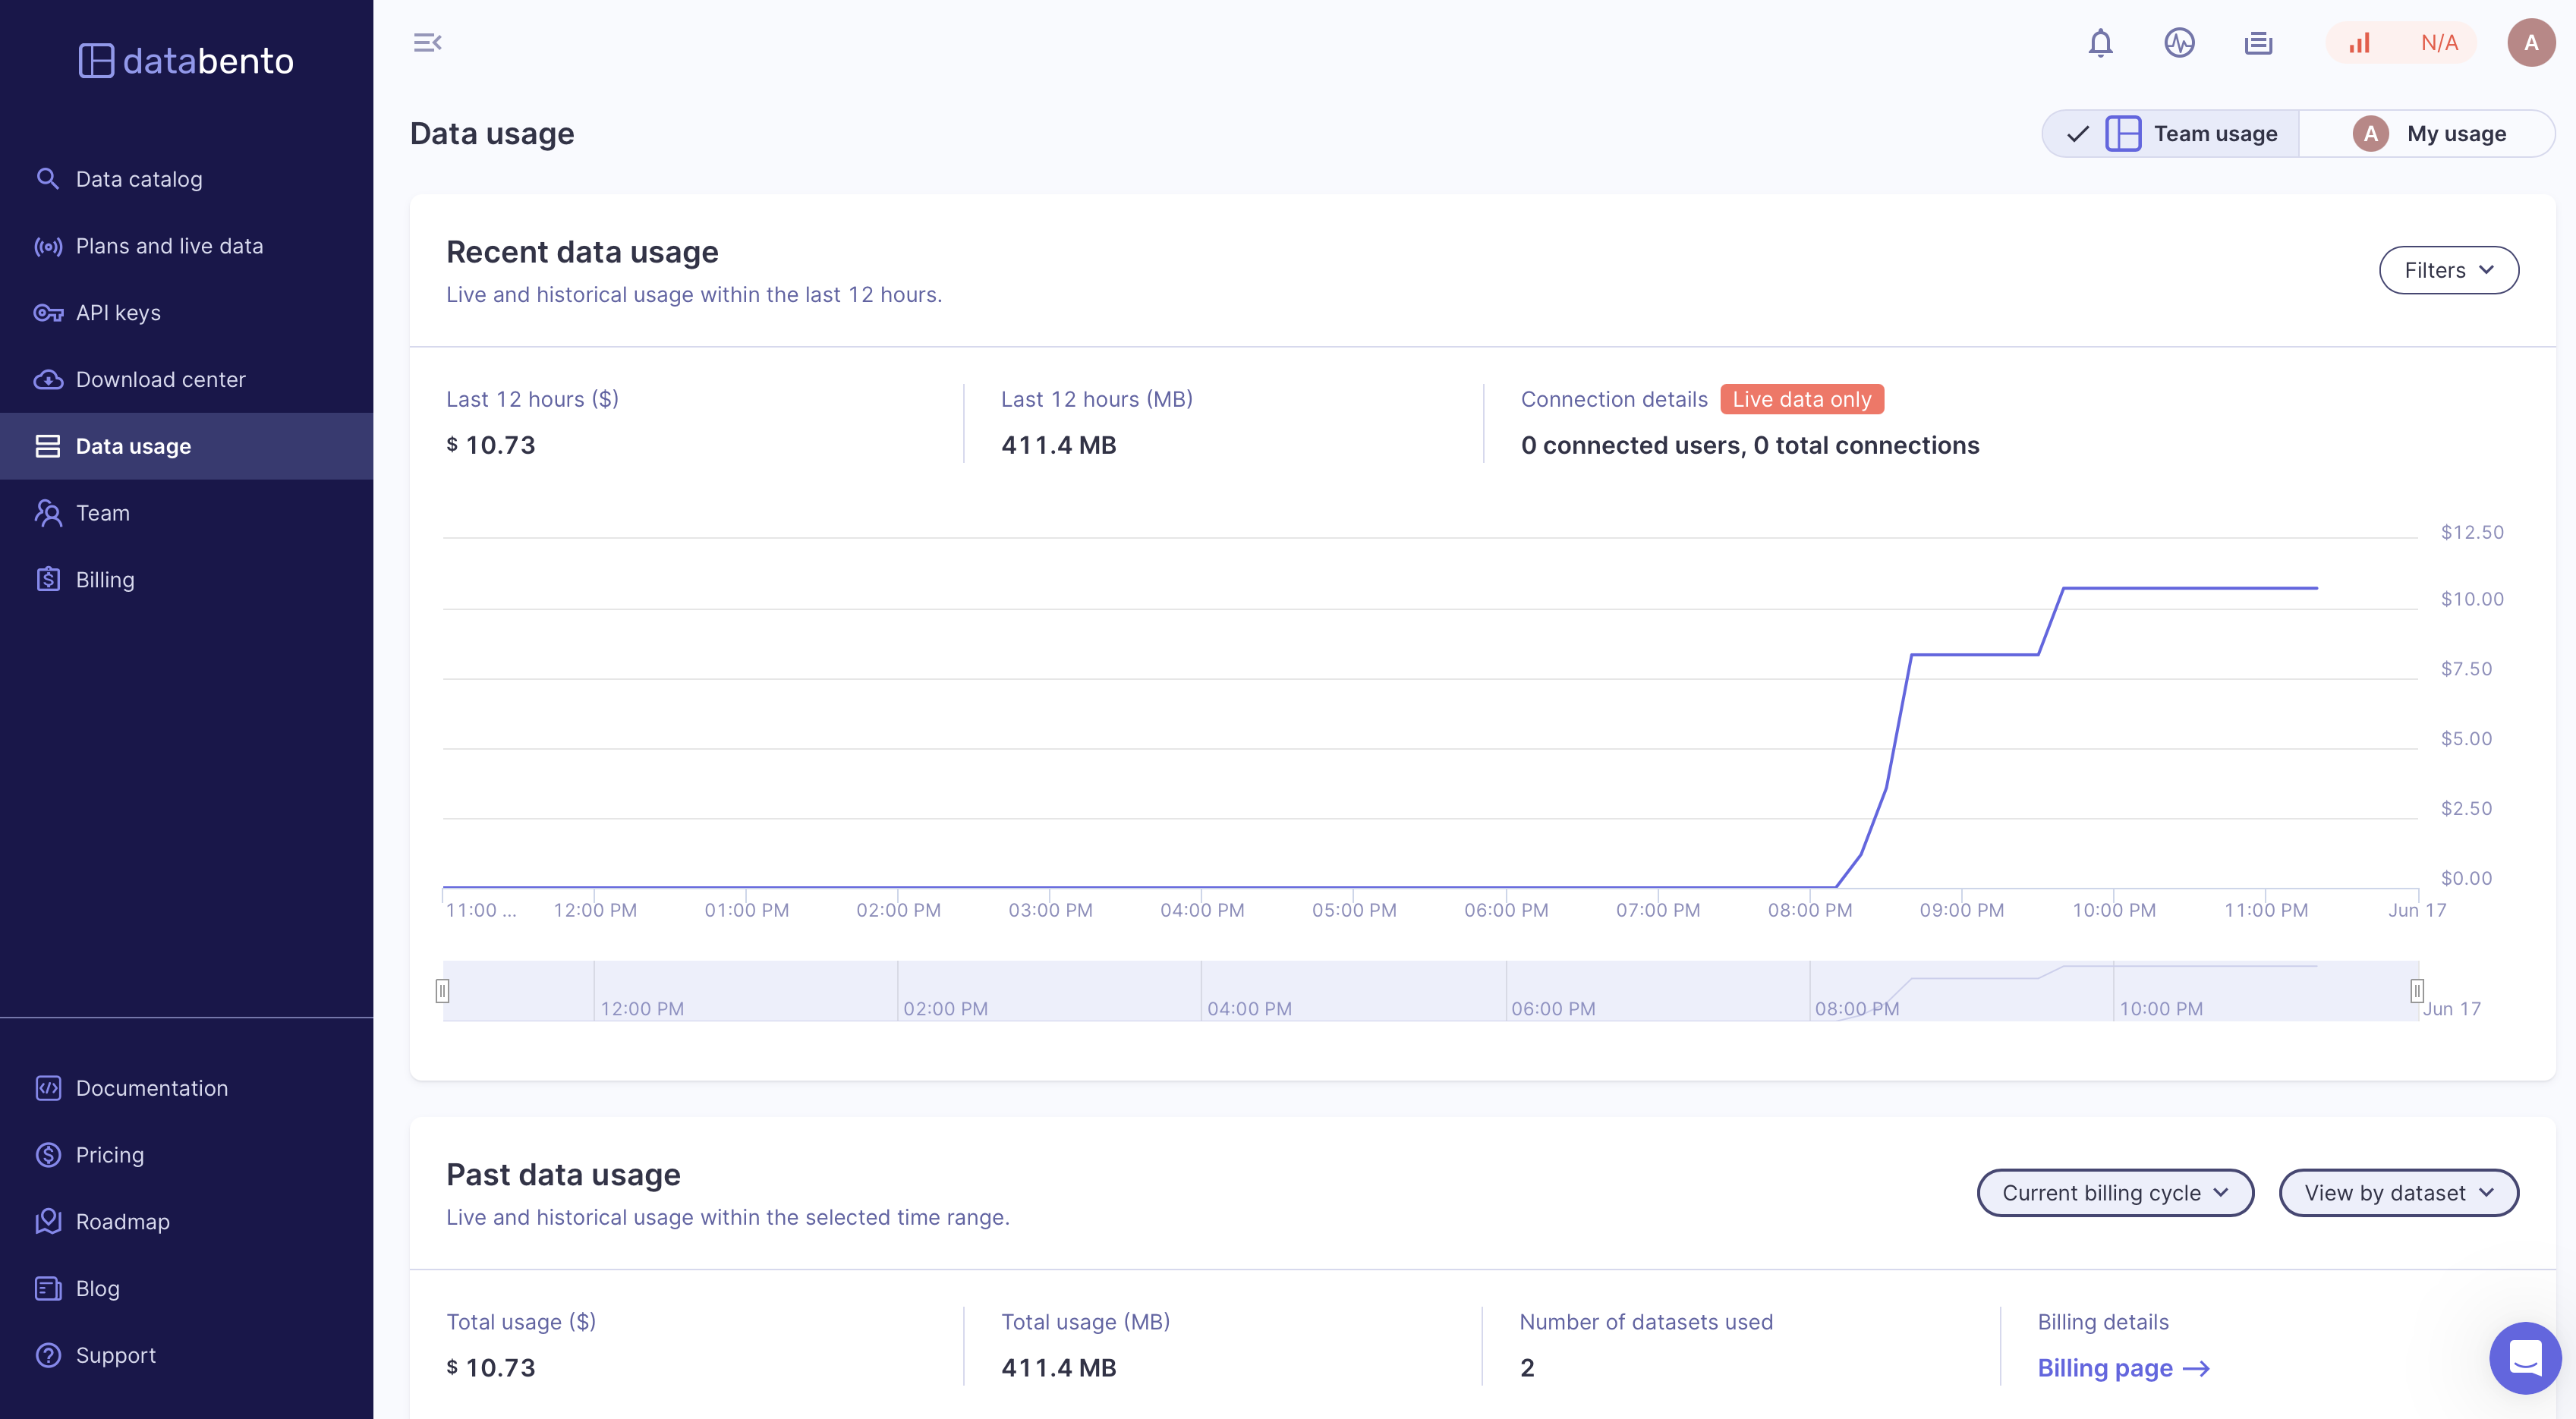 databento
N/A
A
Data usage
Team usage
A
My usage
Data catalog
Plans and live data
API keys
Download center
Data usage
Team
Billing
Documentation
Pricing
Roadmap
Blog
Support
Recent data usage
Live and historical usage within the last 12 hours.
Filters
Last 12 hours ($)
$ 10.73
Last 12 hours (MB)
411.4 MB
Connection details
Live data only
0 connected users, 0 total connections
$12.50
$10.00
$7.50
$5.00
$2.50
$0.00
11:00 ...
12:00 PM
01:00 PM
02:00 PM
03:00 PM
04:00 PM
05:00 PM
06:00 PM
07:00 PM
08:00 PM
09:00 PM
10:00 PM
11:00 PM
Jun 17
12:00 PM
02:00 PM
04:00 PM
06:00 PM
08:00 PM
10:00 PM
Jun 17
Past data usage
Live and historical usage within the selected time range.
Current billing cycle
View by dataset
Total usage ($)
$ 10.73
Total usage (MB)
411.4 MB
Number of datasets used
2
Billing details
Billing page →